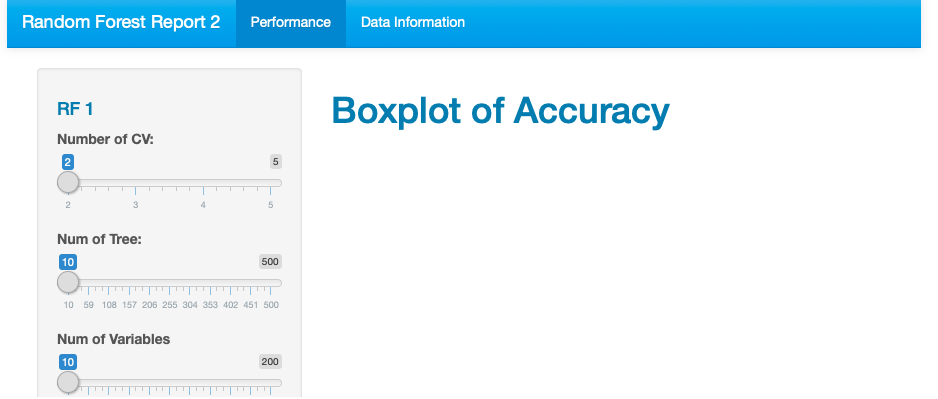 Random Forest Report 2 Performance Data Information
RF 1
Number of CV:
2 5
2 3 4 5
Num of Tree:
10 500
10 59 108 157 206 255 304 353 402 451 500
Num of Variables
10 200
Boxplot of Accuracy